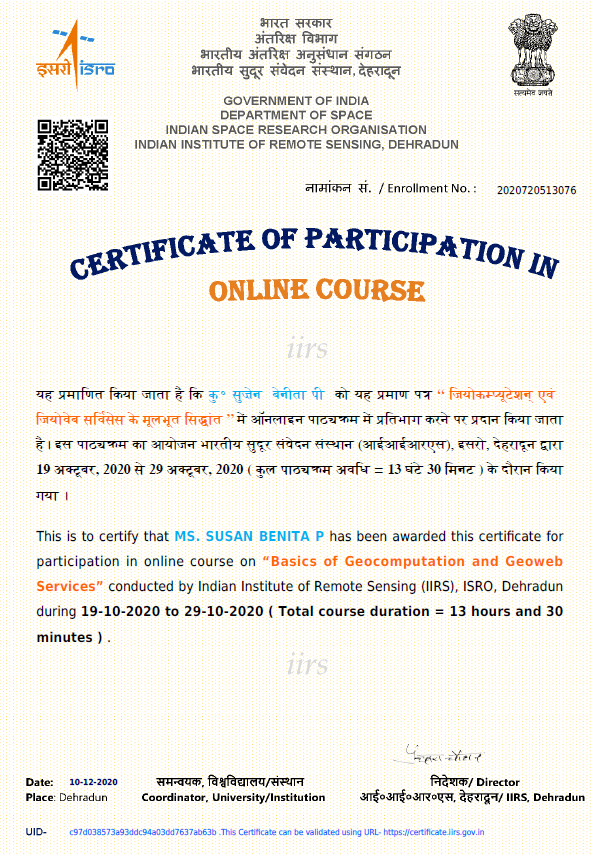 भारत सरकार
अंतरिक्ष विभाग
भारतीय अंतरिक्ष अनुसंधान संगठन
भारतीय सुदूर संवेदन संस्थान, देहरादून
इसरो isro
सत्यमेव जयते
GOVERNMENT OF INDIA
DEPARTMENT OF SPACE
INDIAN SPACE RESEARCH ORGANISATION
INDIAN INSTITUTE OF REMOTE SENSING, DEHRADUN
नामांकन सं. / Enrollment No. : 2020720513076
CERTIFICATE OF PARTICIPATION IN
ONLINE COURSE
iirs
यह प्रमाणित किया जाता है कि कु॰ सुजेन बेनीता पी को यह प्रमाण पत्र “ जियोकम्प्यूटेशन् एवं
जियोवेब सर्विसेस के मूलभूत सिद्धांत ” में ऑनलाइन पाठ्यक्रम में प्रतिभाग करने पर प्रदान किया जाता
है। इस पाठ्यक्रम का आयोजन भारतीय सुदूर संवेदन संस्थान (आईआईआरएस), इसरो, देहरादून द्वारा
19 अक्टूबर, 2020 से 29 अक्टूबर, 2020 ( कुल पाठ्यक्रम अवधि = 13 घंटे 30 मिनट ) के दौरान किया
गया ।
This is to certify that MS. SUSAN BENITA P has been awarded this certificate for
participation in online course on “Basics of Geocomputation and Geoweb
Services” conducted by Indian Institute of Remote Sensing (IIRS), ISRO, Dehradun
during 19-10-2020 to 29-10-2020 ( Total course duration = 13 hours and 30
minutes ) .
iirs
Date: 10-12-2020 समन्वयक, विश्वविद्यालय/संस्थान निदेशक/ Director
Place: Dehradun Coordinator, University/Institution आई०आई०आर०एस, देहरादून/ IIRS, Dehradun
UID- c97d038573a93ddc94a03dd7637ab63b .This Certificate can be validated using URL- https://certificate.iirs.gov.in